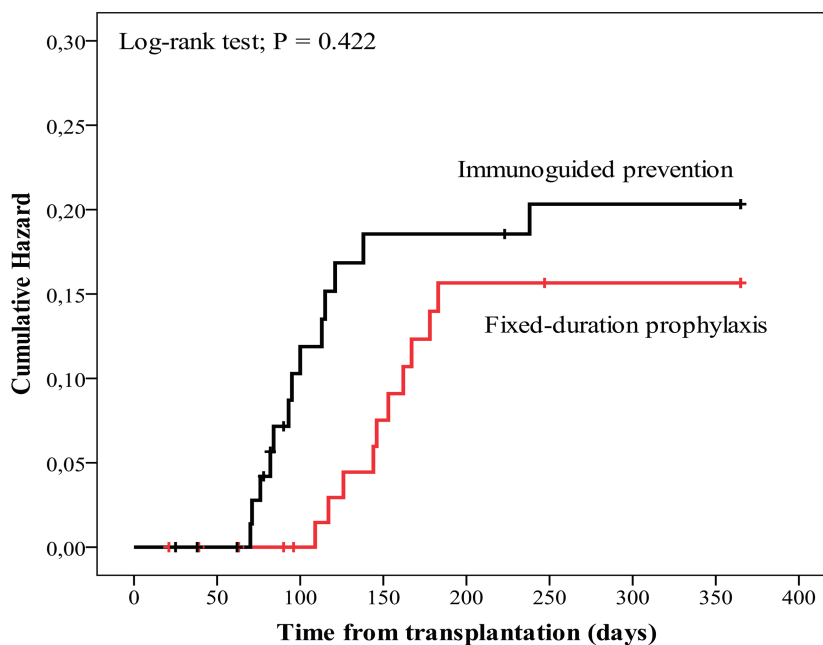 Log-rank test; P = 0.422
Immunoguided prevention
Fixed-duration prophylaxis
Cumulative Hazard
0,30
0,25
0,20
0,15
0,10
0,05
0,00
0 50 100 150 200 250 300 350 400
Time from transplantation (days)